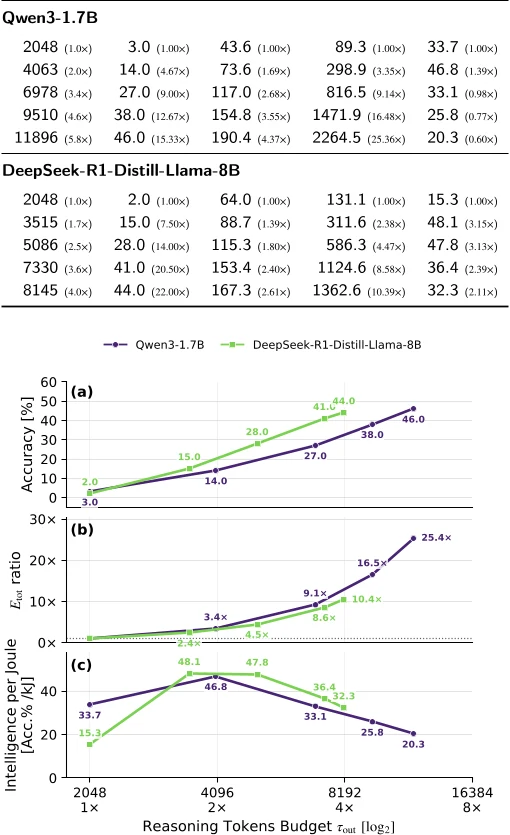 Qwen3-1.7B
2048 (1.0×) 3.0 (1.00×) 43.6 (1.00×) 89.3 (1.00×) 33.7 (1.00×)
4063 (2.0×) 14.0 (4.67×) 73.6 (1.69×) 298.9 (3.35×) 46.8 (1.39×)
6978 (3.4×) 27.0 (9.00×) 117.0 (2.68×) 816.5 (9.14×) 33.1 (0.98×)
9510 (4.6×) 38.0 (12.67×) 154.8 (3.55×) 1471.9 (16.48×) 25.8 (0.77×)
11896 (5.8×) 46.0 (15.33×) 190.4 (4.37×) 2264.5 (25.36×) 20.3 (0.60×)
DeepSeek-R1-Distill-Llama-8B
2048 (1.0×) 2.0 (1.00×) 64.0 (1.00×) 131.1 (1.00×) 15.3 (1.00×)
3515 (1.7×) 15.0 (7.50×) 88.7 (1.39×) 311.6 (2.38×) 48.1 (3.15×)
5086 (2.5×) 28.0 (14.00×) 115.3 (1.80×) 586.3 (4.47×) 47.8 (3.13×)
7330 (3.6×) 41.0 (20.50×) 153.4 (2.40×) 1124.6 (8.58×) 36.4 (2.39×)
8145 (4.0×) 44.0 (22.00×) 167.3 (2.61×) 1362.6 (10.39×) 32.3 (2.11×)
Qwen3-1.7B DeepSeek-R1-Distill-Llama-8B
(a)
Accuracy [%]
60
50
40
30
20
10
0
2.0
3.0
15.0
14.0
28.0
27.0
41.0
38.0
44.0
46.0
(b)
E_tot ratio
30×
20×
10×
0×
2.4×
3.4×
4.5×
9.1×
8.6×
10.4×
16.5×
25.4×
(c)
Intelligence per Joule
[Acc.% /kJ]
40
20
0
33.7
15.3
48.1
46.8
47.8
33.1
36.4
32.3
25.8
20.3
2048 4096 8192 16384
1× 2× 4× 8×
Reasoning Tokens Budget τ_out [log₂]